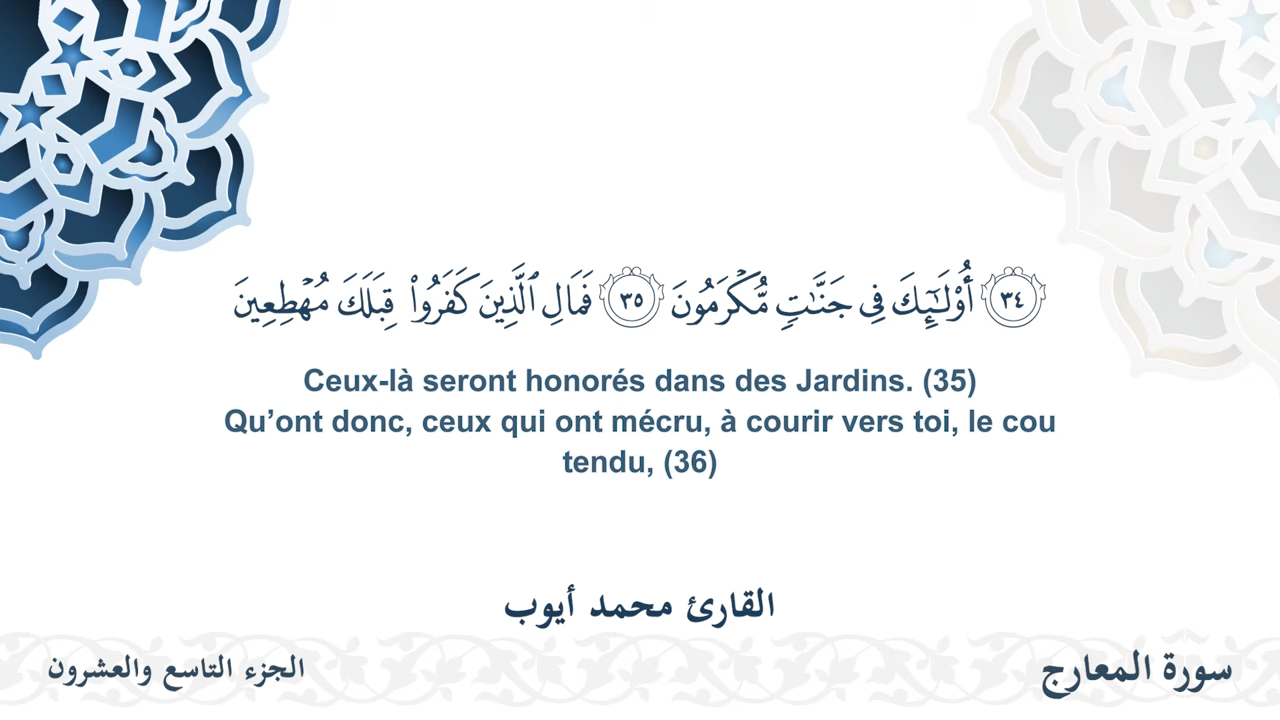 ٣٤ أُوْلَـٰٓئِكَ فِى جَنَّـٰتٍ مُّكْرَمُونَ ٣٥ فَمَالِ ٱلَّذِينَ كَفَرُوا۟ قِبَلَكَ مُهْطِعِينَ
Ceux-là seront honorés dans des Jardins. (35)
Qu’ont donc, ceux qui ont mécru, à courir vers toi, le cou
tendu, (36)
القارئ محمد أيوب
سورة المعارج
الجزء التاسع والعشرون